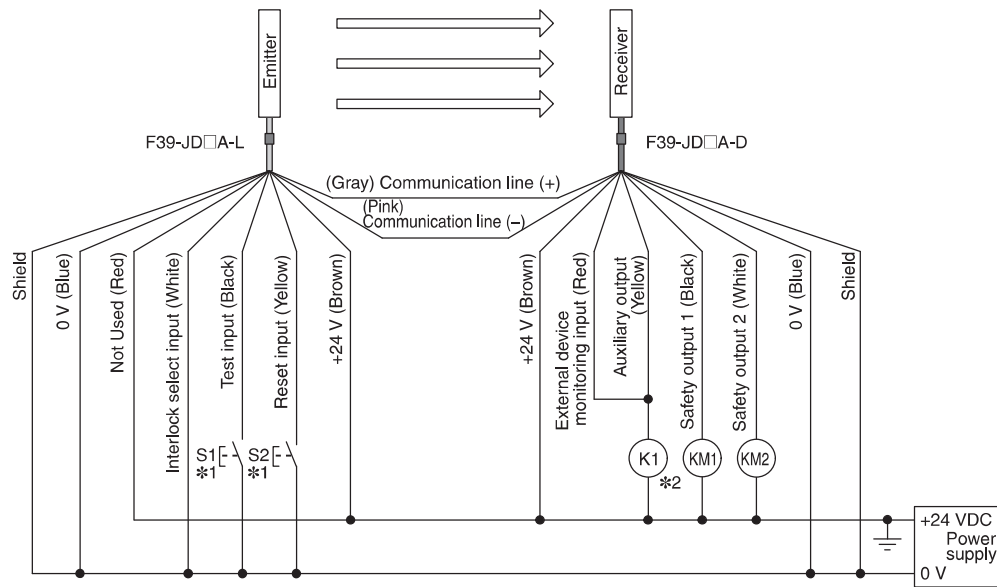 Emitter
Receiver
F39-JD□A-L
F39-JD□A-D
(Gray) Communication line (+)
(Pink)
Communication line (–)
Shield
0 V (Blue)
Not Used (Red)
Interlock select input (White)
Test input (Black)
Reset input (Yellow)
+24 V (Brown)
+24 V (Brown)
External device
monitoring input (Red)
Auxiliary output
(Yellow)
Safety output 1 (Black)
Safety output 2 (White)
0 V (Blue)
Shield
S1
*1
S2
*1
K1
*2
KM1
KM2
+24 VDC
Power
supply
0 V